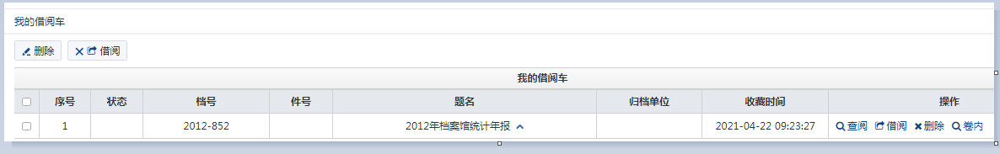 我的借阅车
删除 借阅
我的借阅车
序号 状态 档号 件号 题名 归档单位 收藏时间 操作
1 2012-852 2012年档案馆统计年报 2021-04-22 09:23:27 查阅 借阅 删除 卷内